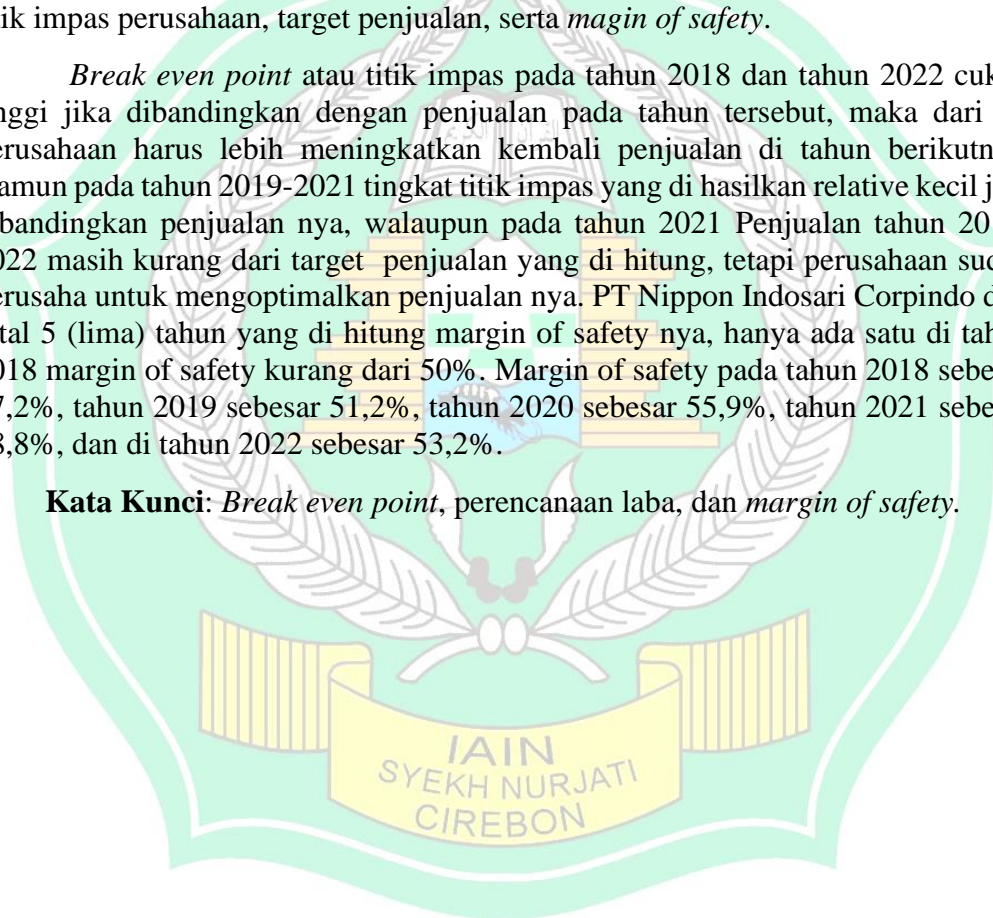 ik impas perusahaan, target penjualan, serta magin of safety.
Break even point atau titik impas pada tahun 2018 dan tahun 2022 cuk
nggi jika dibandingkan dengan penjualan pada tahun tersebut, maka dari
erusahaan harus lebih meningkatkan kembali penjualan di tahun berikutn
amun pada tahun 2019-2021 tingkat titik impas yang di hasilkan relative kecil j
bandingkan penjualan nya, walaupun pada tahun 2021 Penjualan tahun 20
022 masih kurang dari target penjualan yang di hitung, tetapi perusahaan sud
erusaha untuk mengoptimalkan penjualan nya. PT Nippon Indosari Corpindo d
tal 5 (lima) tahun yang di hitung margin of safety nya, hanya ada satu di tah
018 margin of safety kurang dari 50%. Margin of safety pada tahun 2018 sebe
7,2%, tahun 2019 sebesar 51,2%, tahun 2020 sebesar 55,9%, tahun 2021 sebe
8,8%, dan di tahun 2022 sebesar 53,2%.
Kata Kunci: Break even point, perencanaan laba, dan margin of safety.
IAIN
SYEKH NURJATI
CIREBON